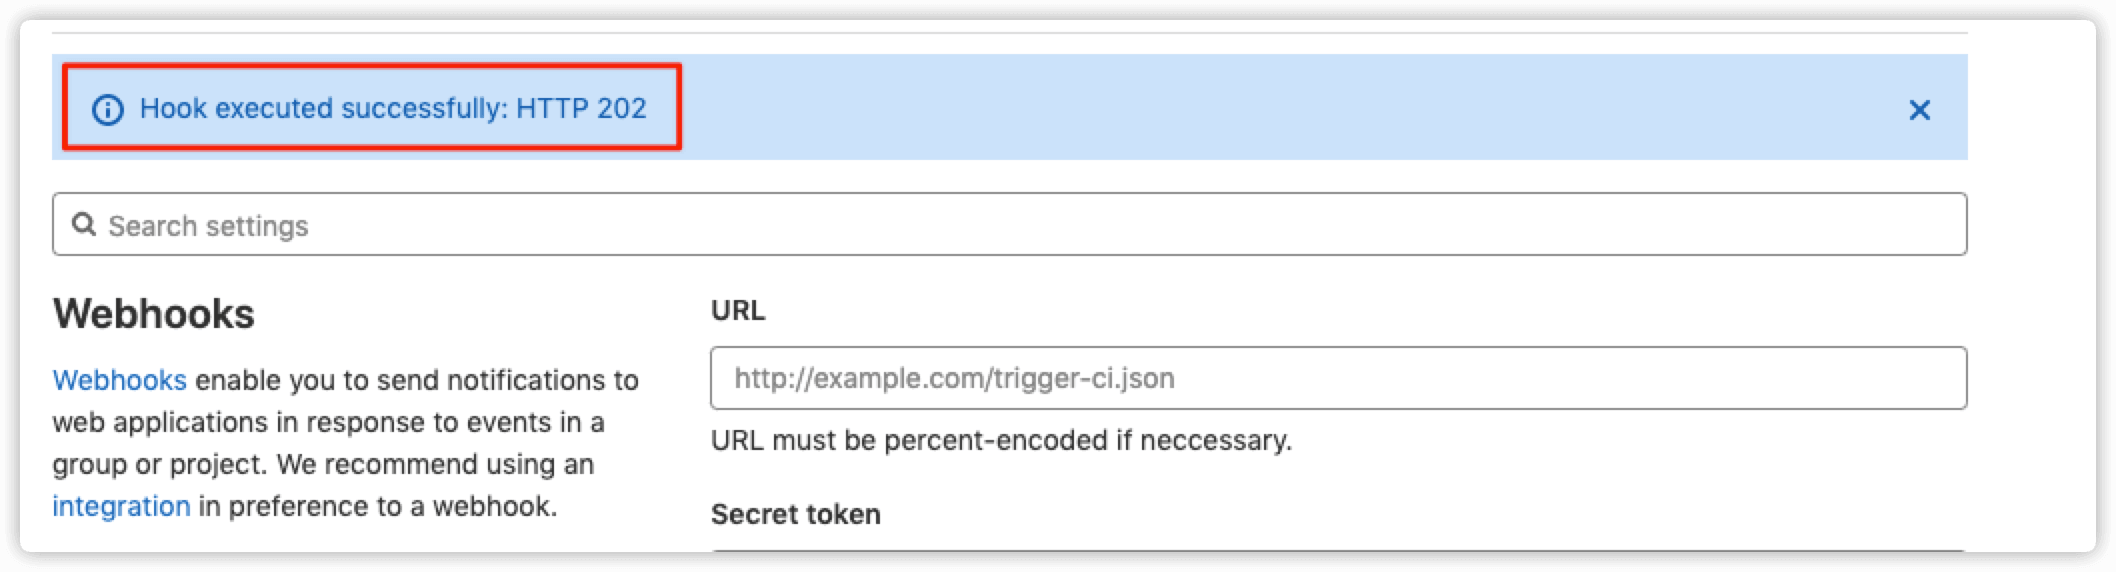 Hook executed successfully: HTTP 202
Search settings
Webhooks
Webhooks enable you to send notifications to
web applications in response to events in a
group or project. We recommend using an
integration in preference to a webhook.
URL
http://example.com/trigger-ci.json
URL must be percent-encoded if neccessary.
Secret token